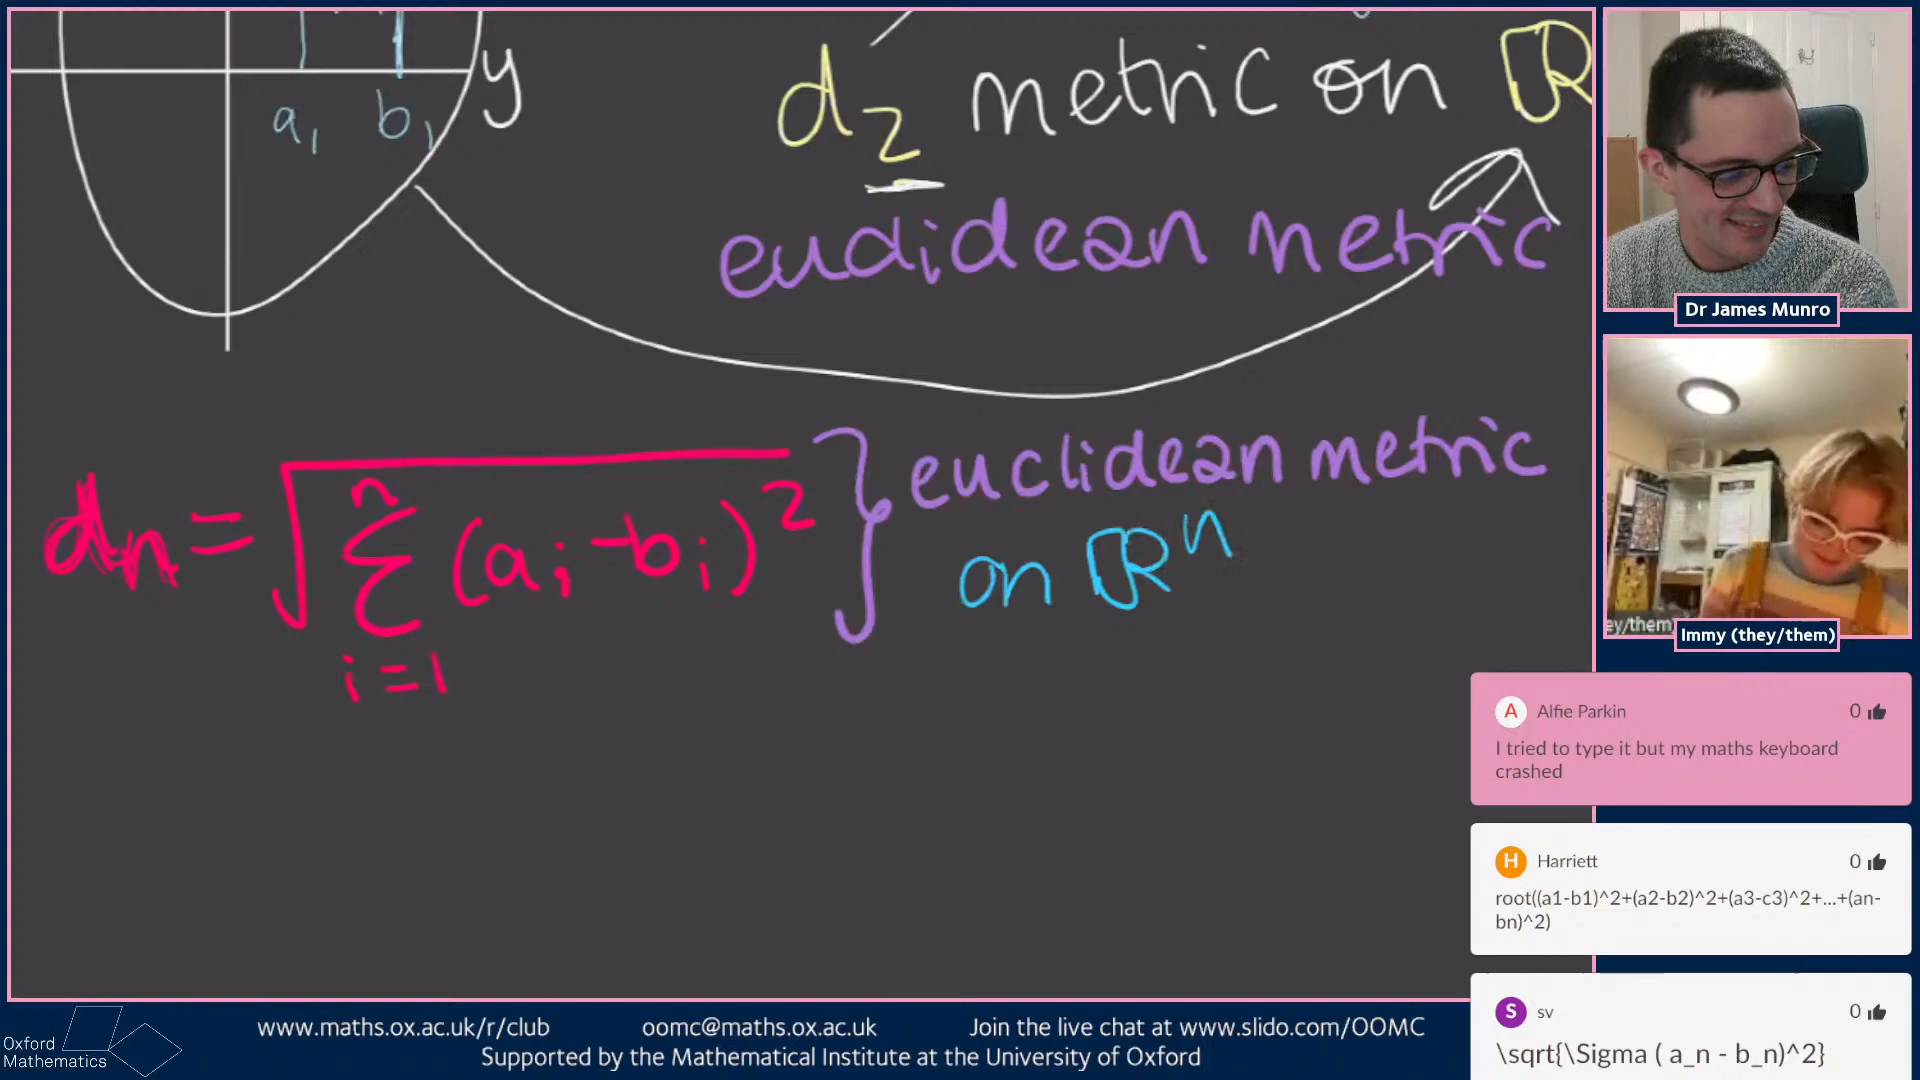 y
a₁ b₁
d₂ metric on ℝ
euclidean metric
dn = √ n Σ i=1 (ai - bi)²
euclidean metric
on ℝⁿ
Dr James Munro
ey/them)
Immy (they/them)
A Alfie Parkin 0
I tried to type it but my maths keyboard
crashed
H Harriett 0
root((a1-b1)^2+(a2-b2)^2+(a3-c3)^2+...+(an-
bn)^2)
S sv 0
\sqrt{\Sigma ( a_n - b_n)^2}
Oxford
Mathematics
www.maths.ox.ac.uk/r/club oomc@maths.ox.ac.uk Join the live chat at www.slido.com/OOMC
Supported by the Mathematical Institute at the University of Oxford